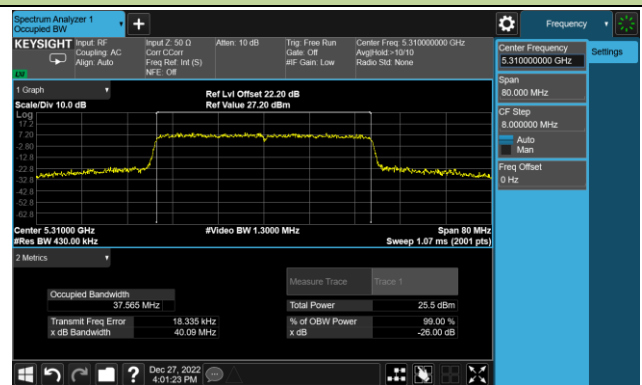 Spectrum Analyzer 1
Occupied BW
+
Frequency
KEYSIGHT
Input: RF
Coupling: AC
Align: Auto
Input Z: 50 Ω
Corr CCorr
Freq Ref: Int (S)
NFE: Off
Atten: 10 dB
Trig: Free Run
Gate: Off
#IF Gain: Low
Center Freq: 5.310000000 GHz
Avg|Hold:>10/10
Radio Std: None
Center Frequency
5.310000000 GHz
Settings
Span
80.000 MHz
CF Step
8.000000 MHz
Auto
Man
Freq Offset
0 Hz
1 Graph
Scale/Div 10.0 dB
Ref Lvl Offset 22.20 dB
Ref Value 27.20 dBm
Log
17.2
7.20
-2.80
-12.8
-22.8
-32.8
-42.8
-52.8
-62.8
Center 5.31000 GHz
#Res BW 430.00 kHz
#Video BW 1.3000 MHz
Span 80 MHz
Sweep 1.07 ms (2001 pts)
2 Metrics
Measure Trace
Trace 1
Occupied Bandwidth
37.565 MHz
Total Power
25.5 dBm
Transmit Freq Error
18.335 kHz
% of OBW Power
99.00 %
x dB Bandwidth
40.09 MHz
x dB
-26.00 dB
?
Dec 27, 2022
4:01:23 PM